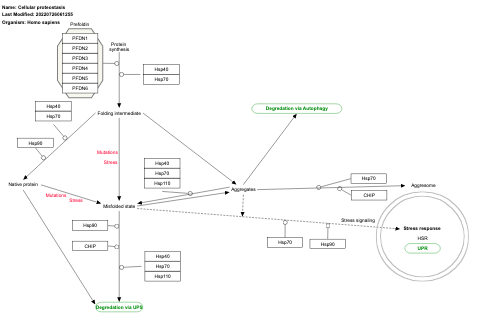 Name: Cellular proteostasis
Last Modified: 20220726061255
Organism: Homo sapiens
Prefoldin
PFDN1
PFDN2
PFDN3
PFDN4
PFDN5
PFDN6
Protein
synthesis
Hsp40
Hsp70
Hsp40
Hsp70
Hsp90
Folding intermediate
Degredation via Autophagy
Mutations
Stress
Hsp40
Hsp70
Hsp110
Native protein
Mutations
Stress
Misfolded state
Aggregates
Hsp70
CHIP
Aggresome
Stress signaling
Hsp70
Hsp90
Stress response
HSR
UPR
Hsp90
CHIP
Hsp40
Hsp70
Hsp110
Degredation via UPS